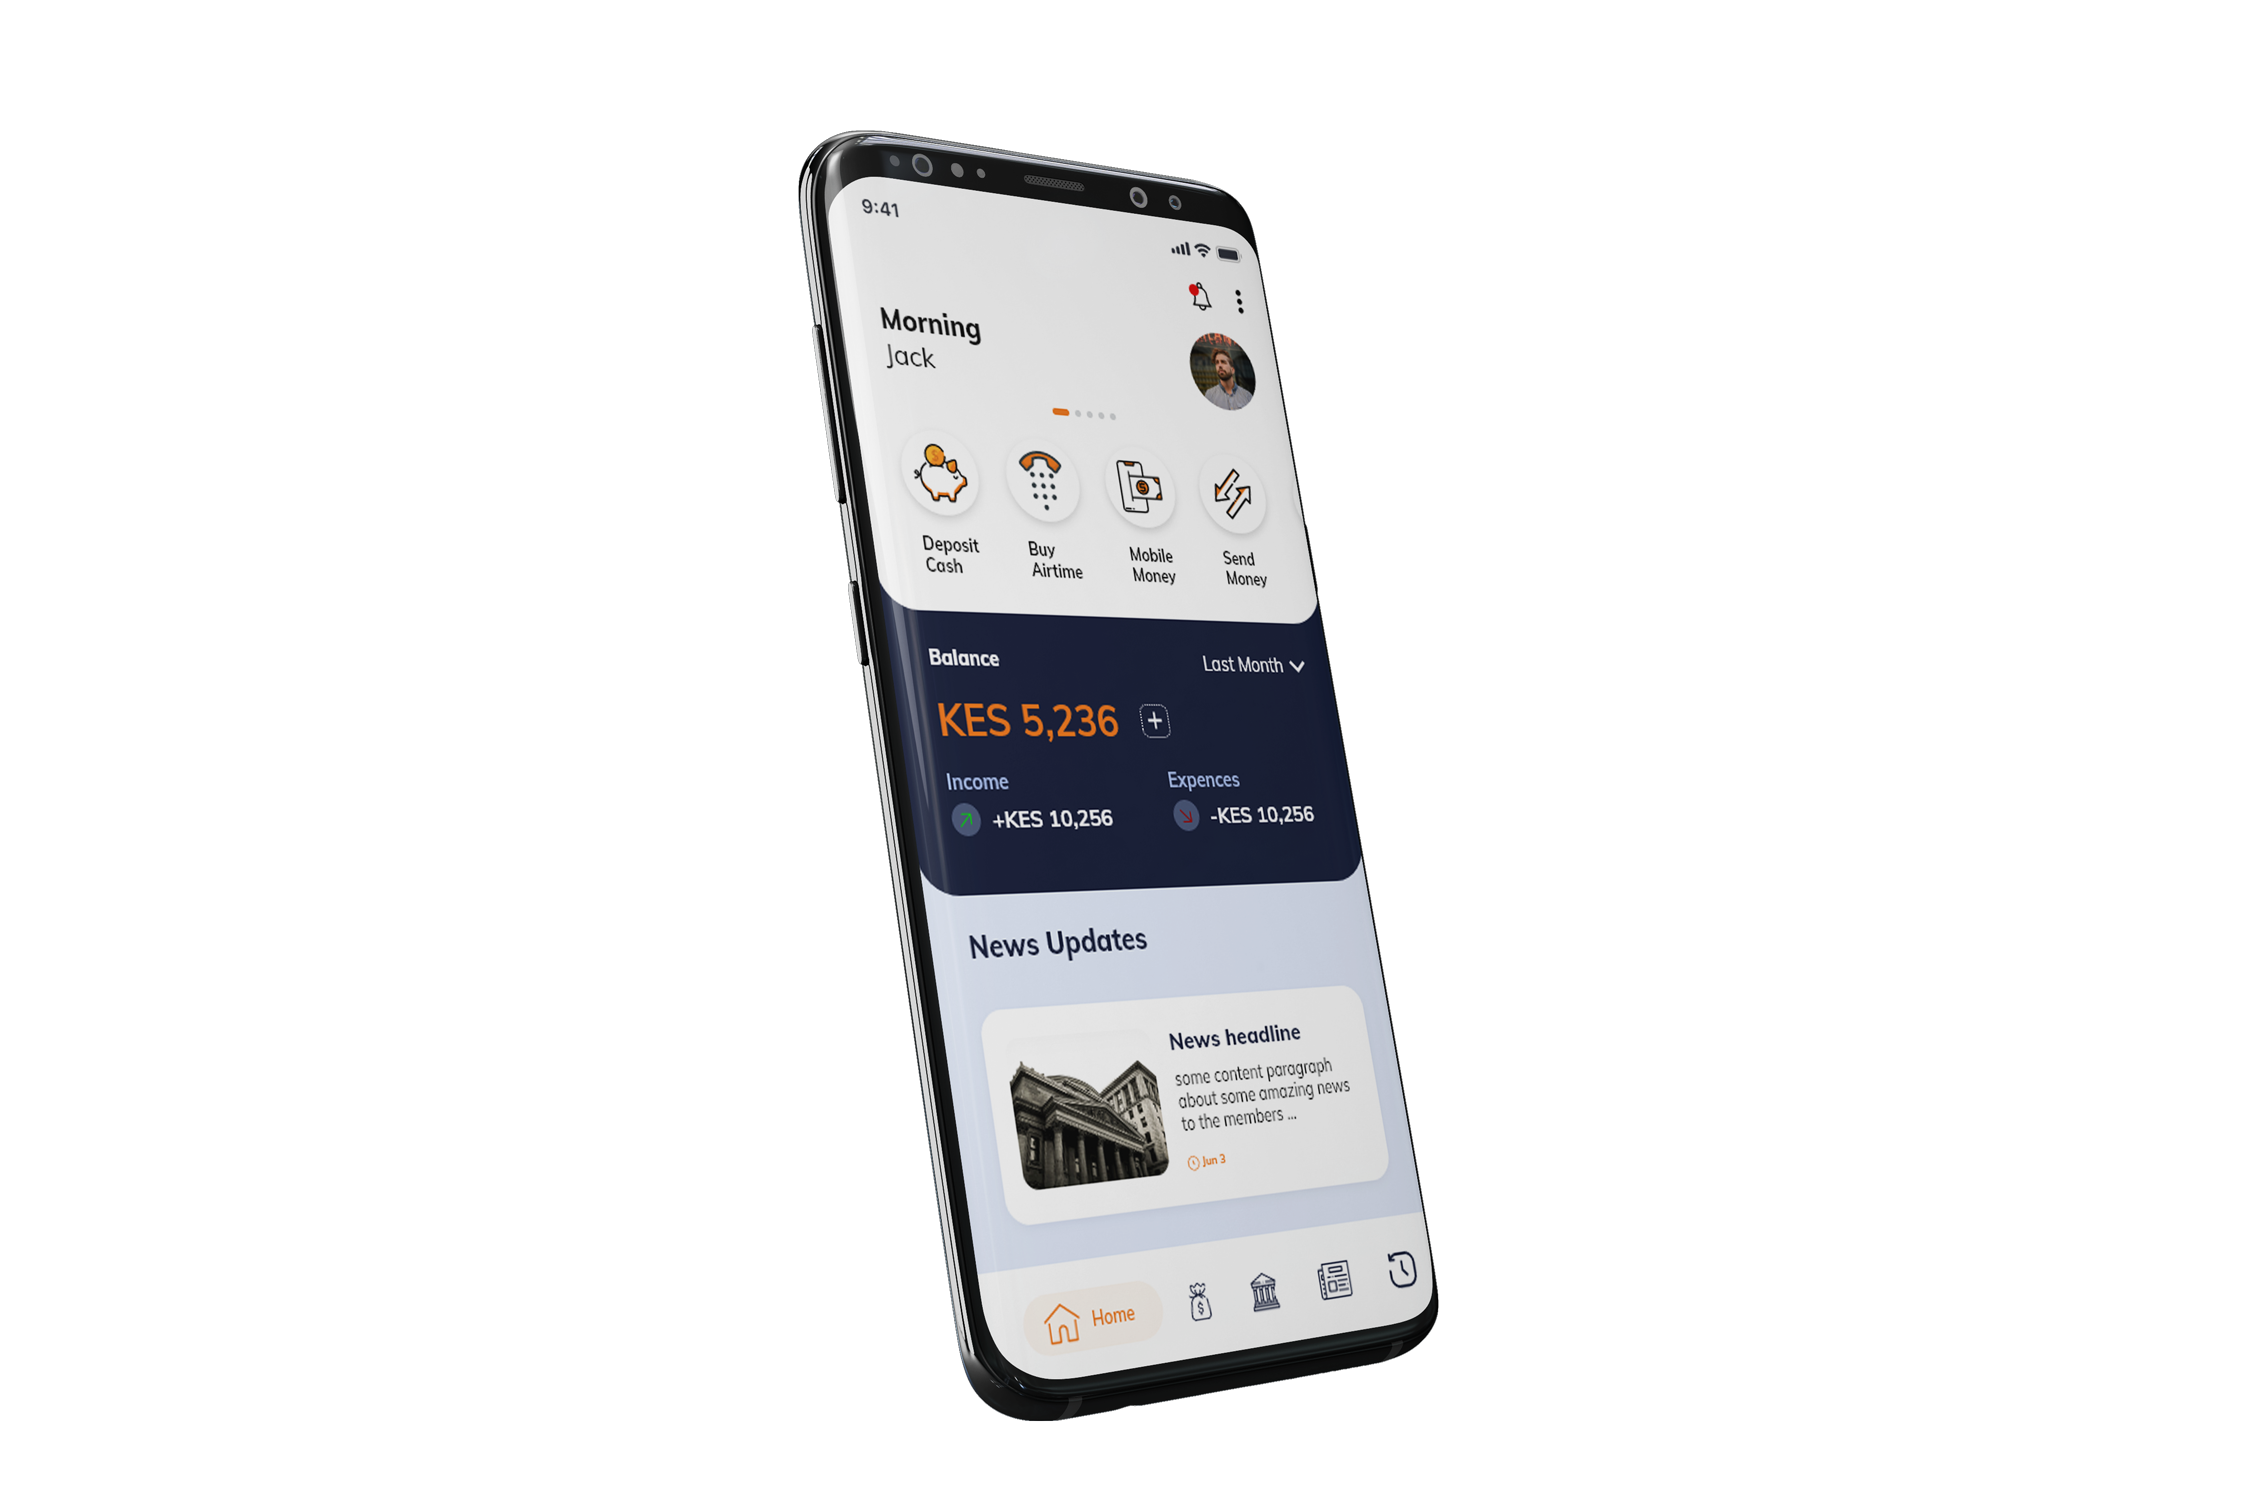 9:41
Morning
Jack
Deposit
Cash
Buy
Airtime
Mobile
Money
Send
Money
Balance
Last Month
KES 5,236
Income
Expences
+KES 10,256
-KES 10,256
News Updates
News headline
some content paragraph
about some amazing news
to the members ...
Jun 3
Home